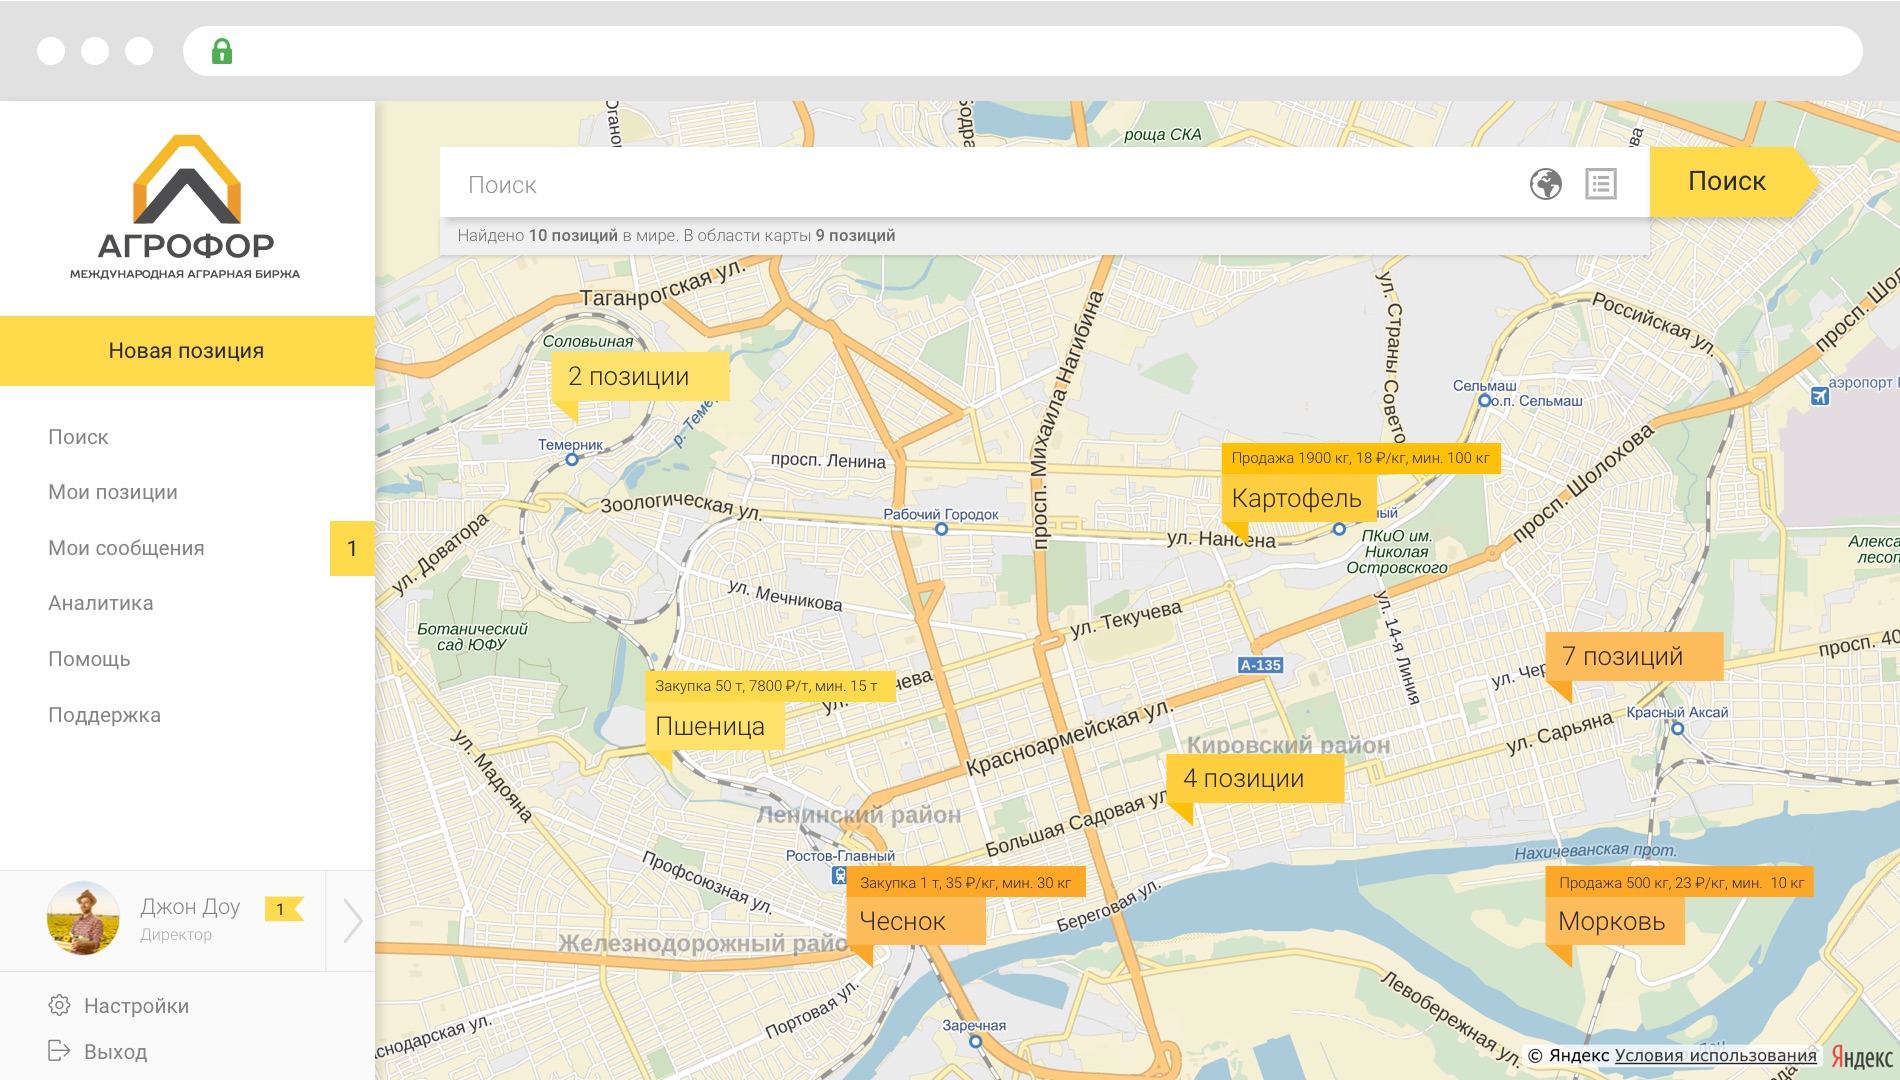 АГРОФОР
МЕЖДУНАРОДНАЯ АГРАРНАЯ БИРЖА
Новая позиция
Поиск
Мои позиции
Мои сообщения
1
Аналитика
Помощь
Поддержка
Джон Доу
1
Директор
Настройки
Выход
роща СКА
Поиск
Поиск
Найдено 10 позиций в мире. В области карты 9 позиций
Таганрогская ул.
просп. Михаила Нагибина
Российская ул.
Соловьиная
2 позиции
Темерник
Сельмаш
о.п. Сельмаш
аэропорт
просп. Ленина
Продажа 1900 кг, 18 ₽/кг, мин. 100 кг
Картофель
просп. Шолохова
Зоологическая ул.
Рабочий Городок
ул. Нансена
ПКиО им.
Николая
Островского
ул. Доватора
ул. Мечникова
ул. Текучева
ул. 14-я Линия
Ботанический
сад ЮФУ
А-135
7 позиций
просп. 40
Закупка 50 т, 7800 ₽/т, мин. 15 т
Пшеница
Красноармейская ул.
Красный Аксай
ул. Сарьяна
Кировский район
4 позиции
ул. Мадояна
Ленинский район
Большая Садовая ул.
Ростов-Главный
Нахичеванская прот.
Профсоюзная ул.
Закупка 1 т, 35 ₽/кг, мин. 30 кг
Чеснок
Береговая ул.
Продажа 500 кг, 23 ₽/кг, мин. 10 кг
Морковь
Железнодорожный райо
Портовая ул.
Заречная
Левобережная ул.
© Яндекс Условия использования
Яндекс